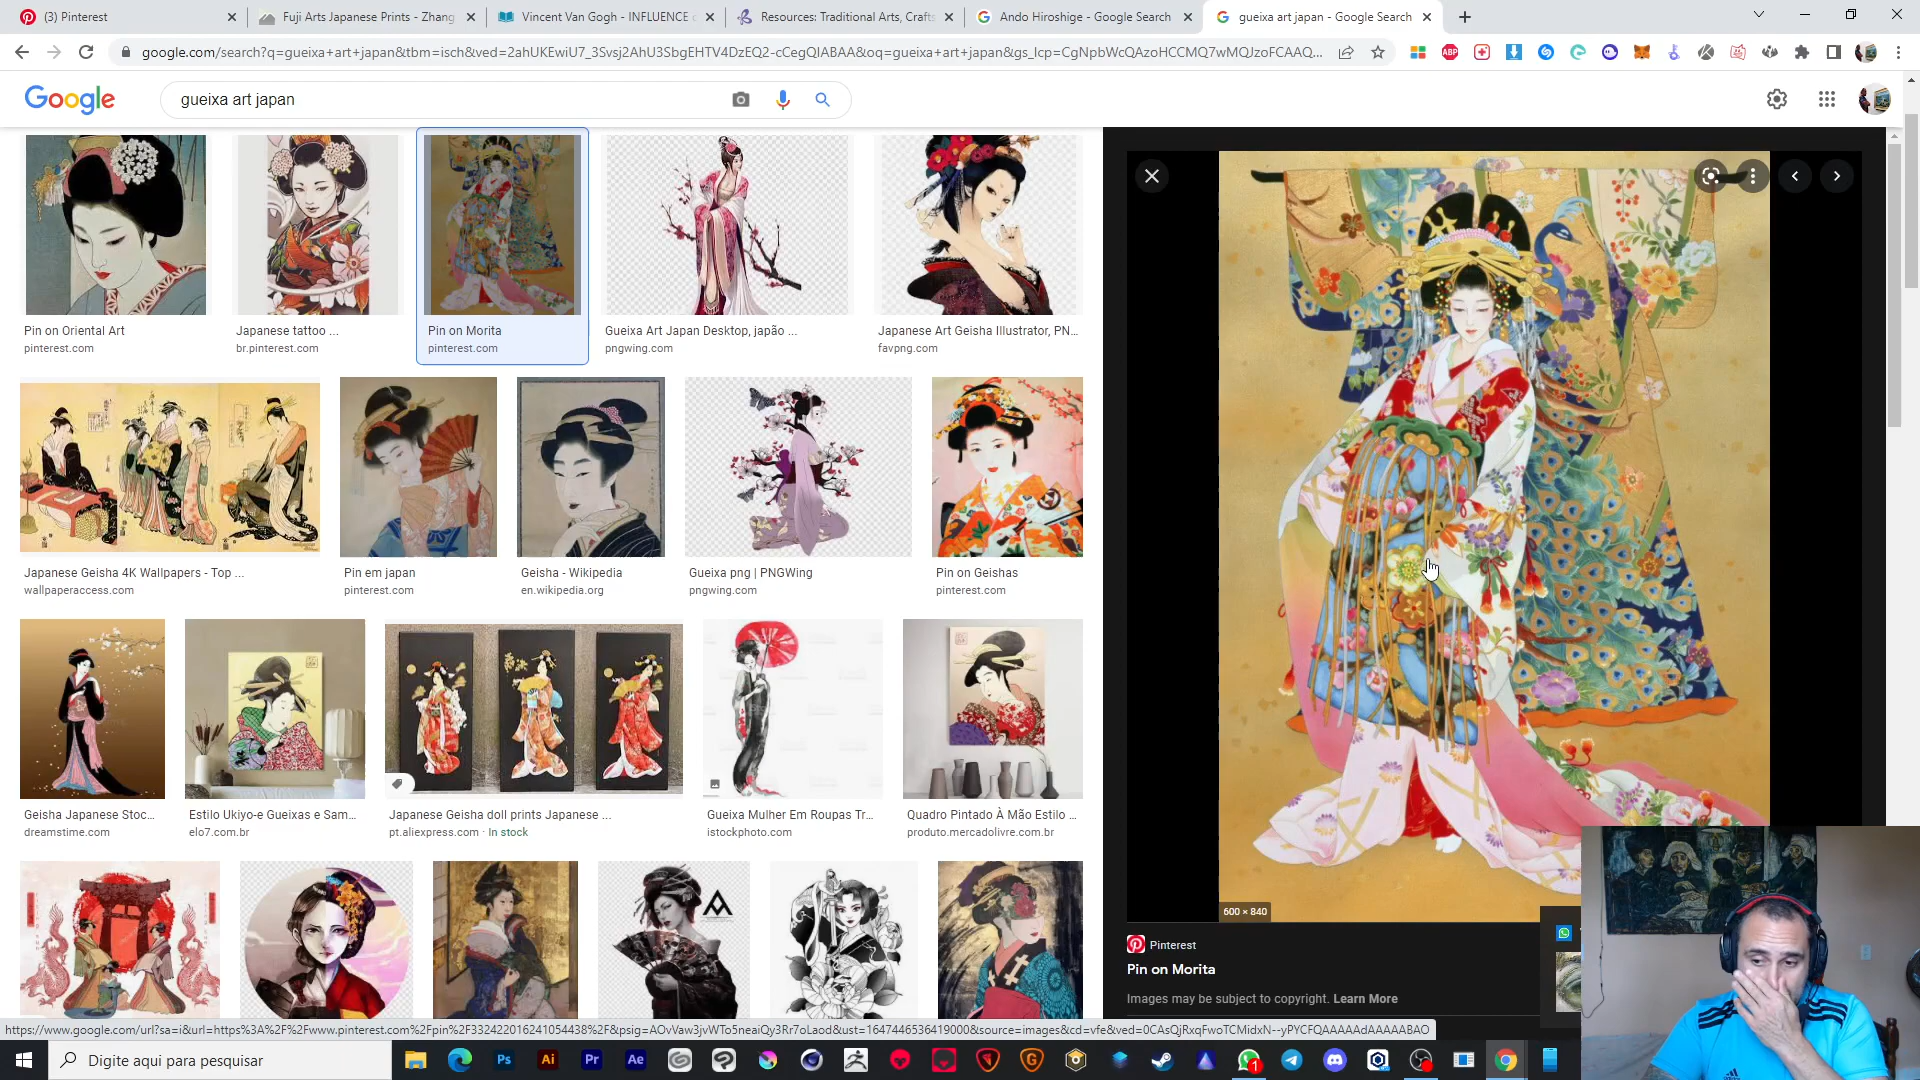 (3) Pinterest
Fuji Arts Japanese Prints - Zhang
Vincent Van Gogh - INFLUENCE
Resources: Traditional Arts, Crafts
Ando Hiroshige - Google Search
gueixa art japan - Google Search
google.com/search?q=gueixa+art+japan&tbm=isch&ved=2ahUKEwiU7_3Svsj2AhU3SbgEHTV4DzEQ2-cCegQIABAA&oq=gueixa+art+japan&gs_lcp=CgNpbWcQAzoHCCMQ7wMQJzoFCAAQ...
ABP
Google
gueixa art japan
Pin on Oriental Art
pinterest.com
Japanese tattoo ...
br.pinterest.com
Pin on Morita
pinterest.com
Gueixa Art Japan Desktop, japão ...
pngwing.com
Japanese Art Geisha Illustrator, PN...
favpng.com
Japanese Geisha 4K Wallpapers - Top ...
wallpaperaccess.com
Pin em japan
pinterest.com
Geisha - Wikipedia
en.wikipedia.org
Gueixa png | PNGWing
pngwing.com
Pin on Geishas
pinterest.com
Geisha Japanese Stoc...
dreamstime.com
Estilo Ukiyo-e Gueixas e Sam...
elo7.com.br
Japanese Geisha doll prints Japanese ...
pt.aliexpress.com · In stock
Gueixa Mulher Em Roupas Tr...
istockphoto.com
Quadro Pintado À Mão Estilo ...
produto.mercadolivre.com.br
600 × 840
Pinterest
Pin on Morita
Images may be subject to copyright. Learn More
https://www.google.com/url?sa=i&url=https%3A%2F%2Fwww.pinterest.com%2Fpin%2F332422016241054438%2F&psig=AOvVaw3jvWTo5neaiQy3Rr7oLaod&ust=1647446536419000&source=images&cd=vfe&ved=0CAsQjRxqFwoTCMidxN--yPYCFQAAAAAdAAAAABAO
Digite aqui para pesquisar
Ps
Ai
Pr
Ae
1